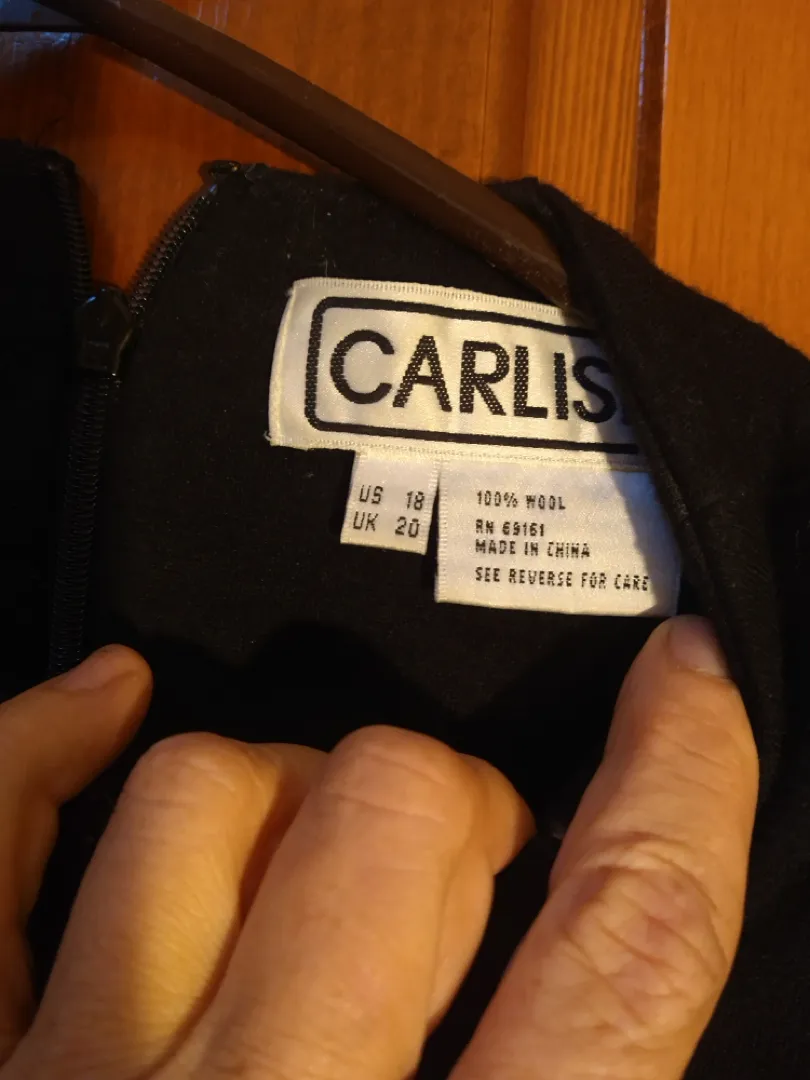 CARLIS
US 18
UK 20
100% WOOL
RN 69161
MADE IN CHINA
SEE REVERSE FOR CARE